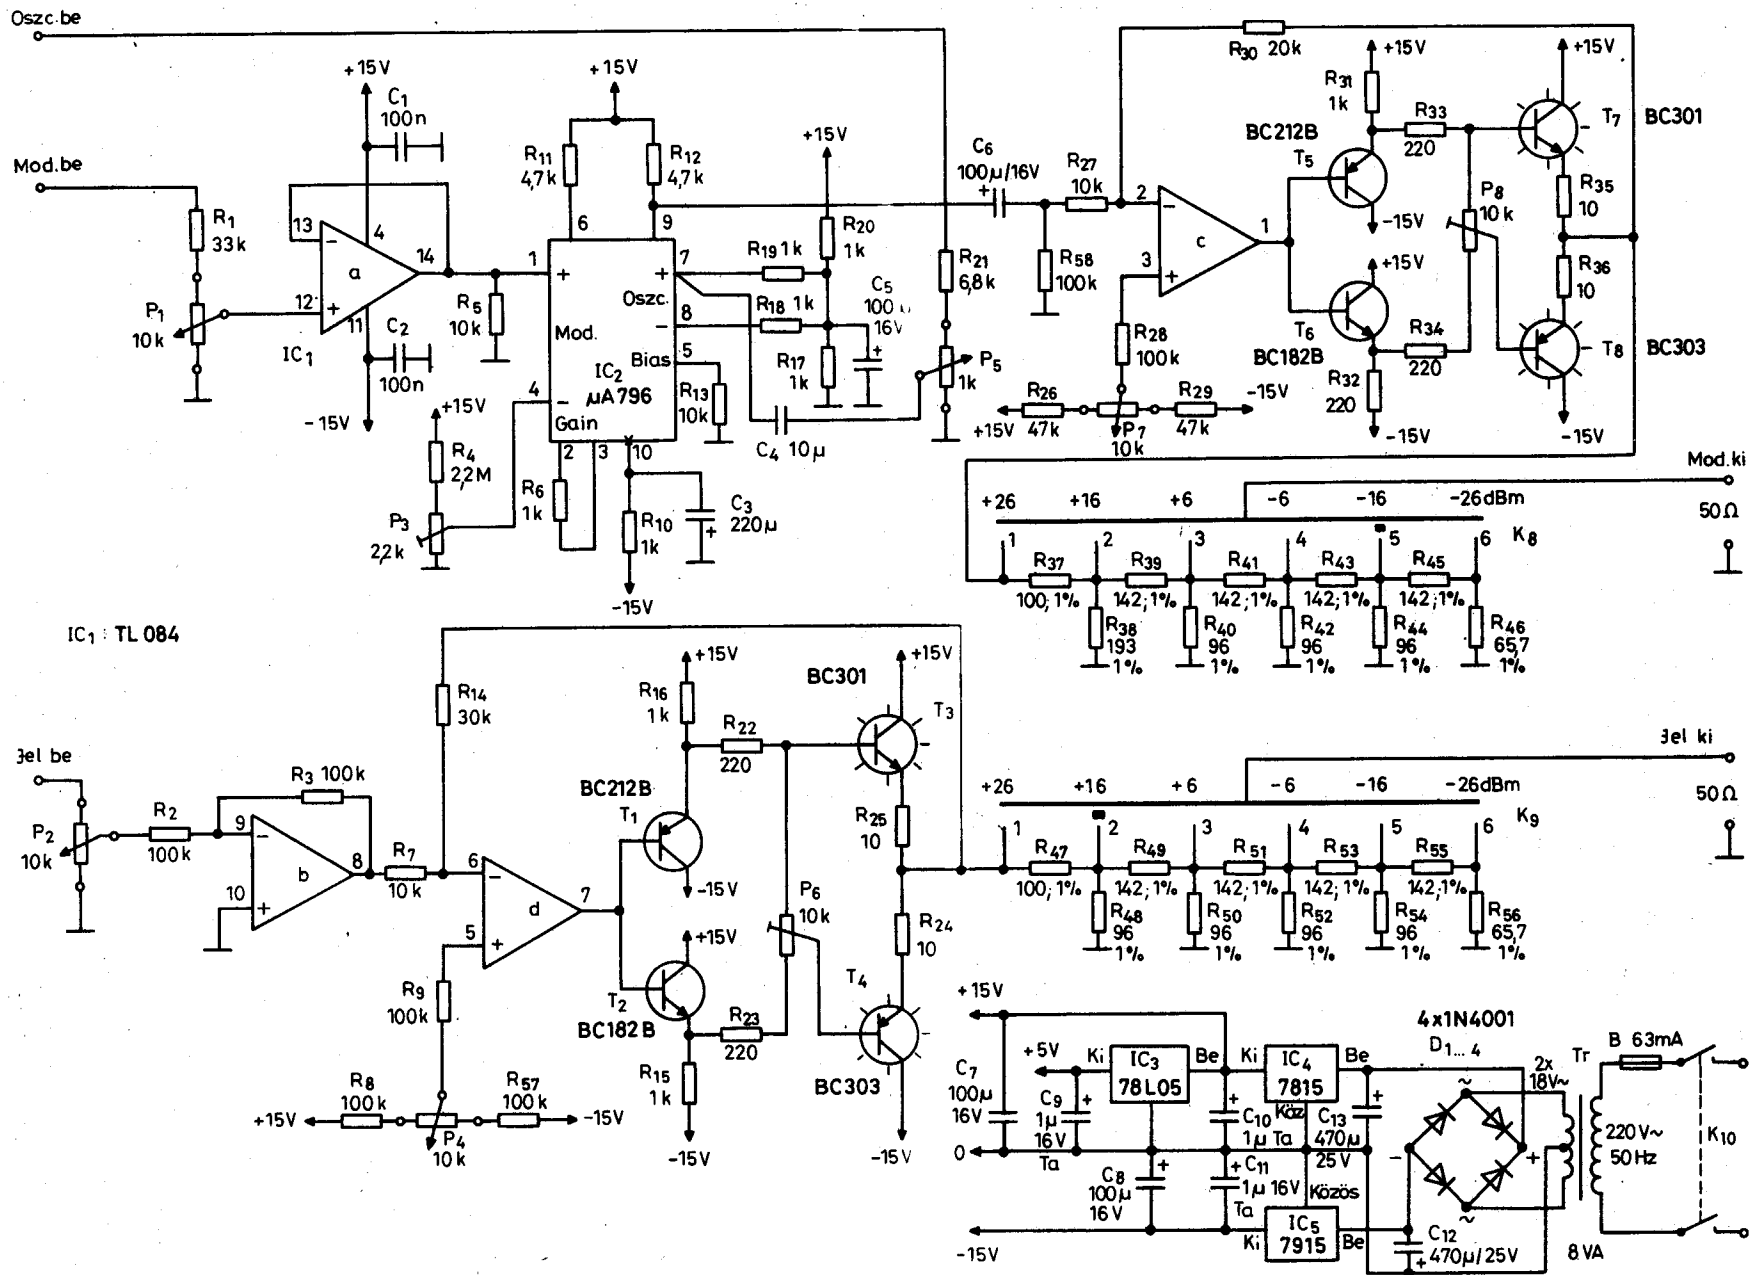 Oszc.be
Mod.be
R1
33k
P1
10k
+15V
C1
100n
13
-
4
a
14
12
+
11
IC1
C2
100n
-15V
R5
10k
+15V
R11
4,7k
R12
4,7k
6
9
1
+
7
+
Oszc.
8
-
Mod.
Bias
5
IC2
µA796
4
-
Gain
2
3
10
+15V
R4
2,2M
P3
2,2k
R6
1k
R10
1k
-15V
C3
220µ
+
R13
10k
R19 1k
R18 1k
+15V
R20
1k
R17
1k
C5
100
16V
+
C4 10µ
R21
6,8k
P5
1k
C6
100µ/16V
+
R27
10k
R58
100k
R30 20k
2
-
c
1
3
+
R28
100k
R26
47k
+15V
P7
10k
R29
47k
-15V
+15V
R31
1k
BC212B
T5
-15V
R33
220
+15V
T6
BC182B
R34
220
R32
220
-15V
P8
10k
+15V
T7
BC301
R35
10
R36
10
T8
BC303
-15V
Mod.ki
50Ω
+26
+16
+6
-6
-16
-26dBm
1
2
3
4
5
6
K8
R37
100; 1%
R39
142; 1%
R41
142; 1%
R43
142; 1%
R45
142; 1%
R38
193
1%
R40
96
1%
R42
96
1%
R44
96
1%
R46
65,7
1%
IC1 : TL 084
Jel be
P2
10k
R2
100k
R3 100k
9
-
b
8
10
+
R7
10k
R14
30k
6
-
d
7
5
+
R9
100k
R8
100k
+15V
P4
10k
R57
100k
-15V
+15V
R16
1k
BC212B
T1
-15V
R22
220
+15V
T2
BC182B
R23
220
R15
1k
-15V
P6
10k
BC301
+15V
T3
R25
10
R24
10
T4
BC303
-15V
Jel ki
50Ω
+26
+16
+6
-6
-16
-26dBm
1
2
3
4
5
6
K9
R47
100; 1%
R49
142; 1%
R51
142; 1%
R53
142; 1%
R55
142; 1%
R48
96
1%
R50
96
1%
R52
96
1%
R54
96
1%
R56
65,7
1%
+15V
C7
100µ
16V
+5V
C9
1µ
16V
+
Ki
IC3
78L05
Be
Ki
IC4
7815
Be
Köz
C10
1µ
+
Ta
Ta
C13
470µ
25V
+
0
C8
100µ
16V
+
C11
1µ 16V
+
Ta
Közös
-15V
Ki
IC5
7915
Be
C12
470µ/25V
+
4x1N4001
D1...4
~
-
+
~
2x
18V~
Tr
B 63mA
220V~
50Hz
K10
8VA